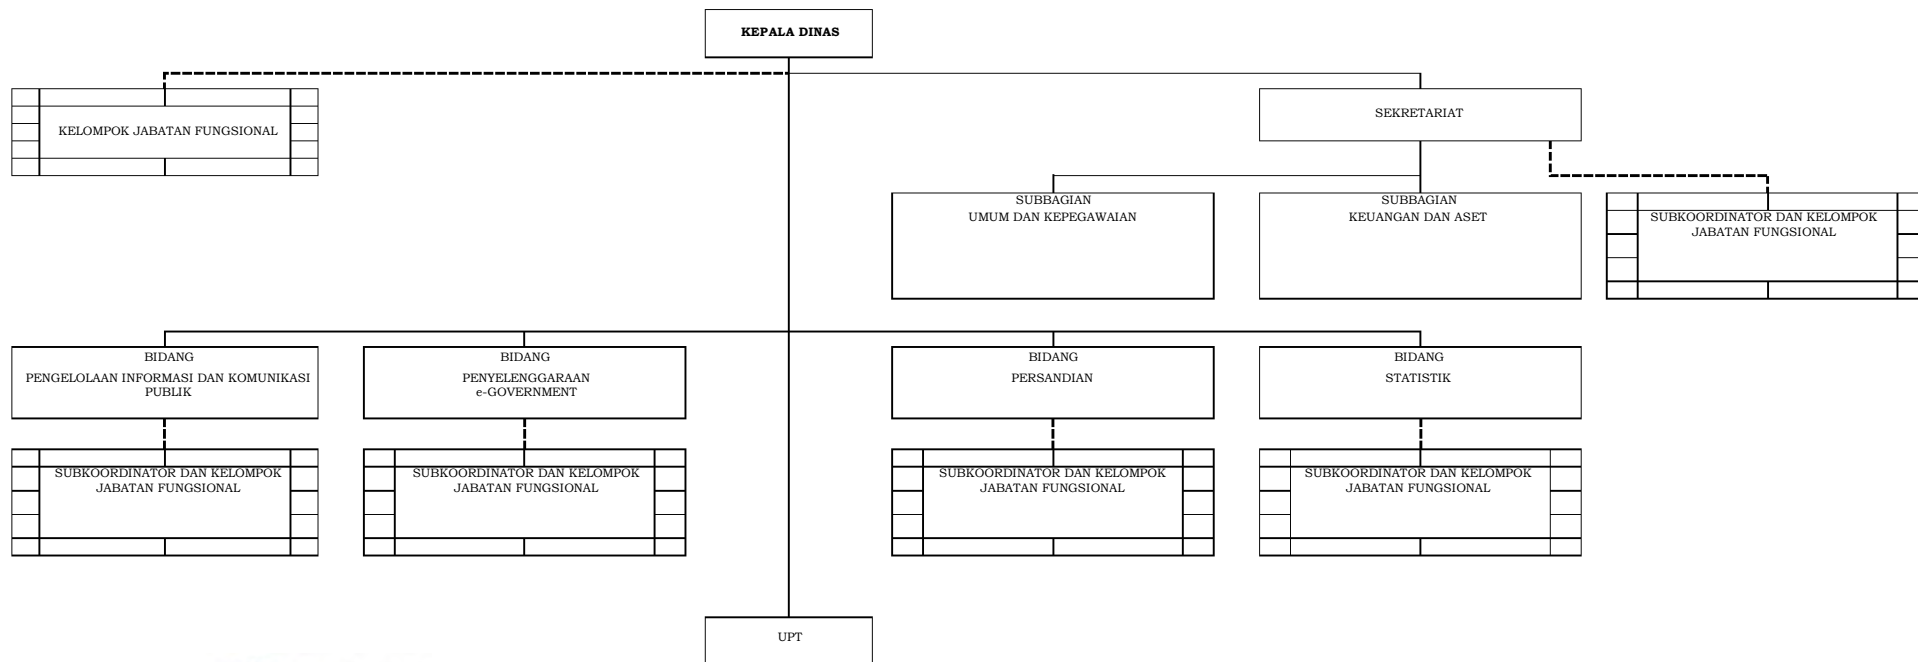 KEPALA DINAS
KELOMPOK JABATAN FUNGSIONAL
SEKRETARIAT
SUBBAGIAN
UMUM DAN KEPEGAWAIAN
SUBBAGIAN
KEUANGAN DAN ASET
SUBKOORDINATOR DAN KELOMPOK
JABATAN FUNGSIONAL
BIDANG
PENGELOLAAN INFORMASI DAN KOMUNIKASI
PUBLIK
BIDANG
PENYELENGGARAAN
e-GOVERNMENT
BIDANG
PERSANDIAN
BIDANG
STATISTIK
SUBKOORDINATOR DAN KELOMPOK
JABATAN FUNGSIONAL
SUBKOORDINATOR DAN KELOMPOK
JABATAN FUNGSIONAL
SUBKOORDINATOR DAN KELOMPOK
JABATAN FUNGSIONAL
SUBKOORDINATOR DAN KELOMPOK
JABATAN FUNGSIONAL
UPT